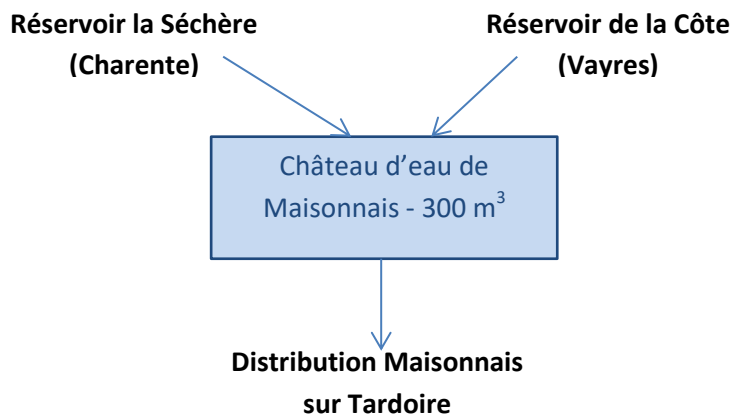 Réservoir la Séchère
(Charente)
Réservoir de la Côte
(Vayres)
Château d’eau de
Maisonnais - 300 m³
Distribution Maisonnais
sur Tardoire